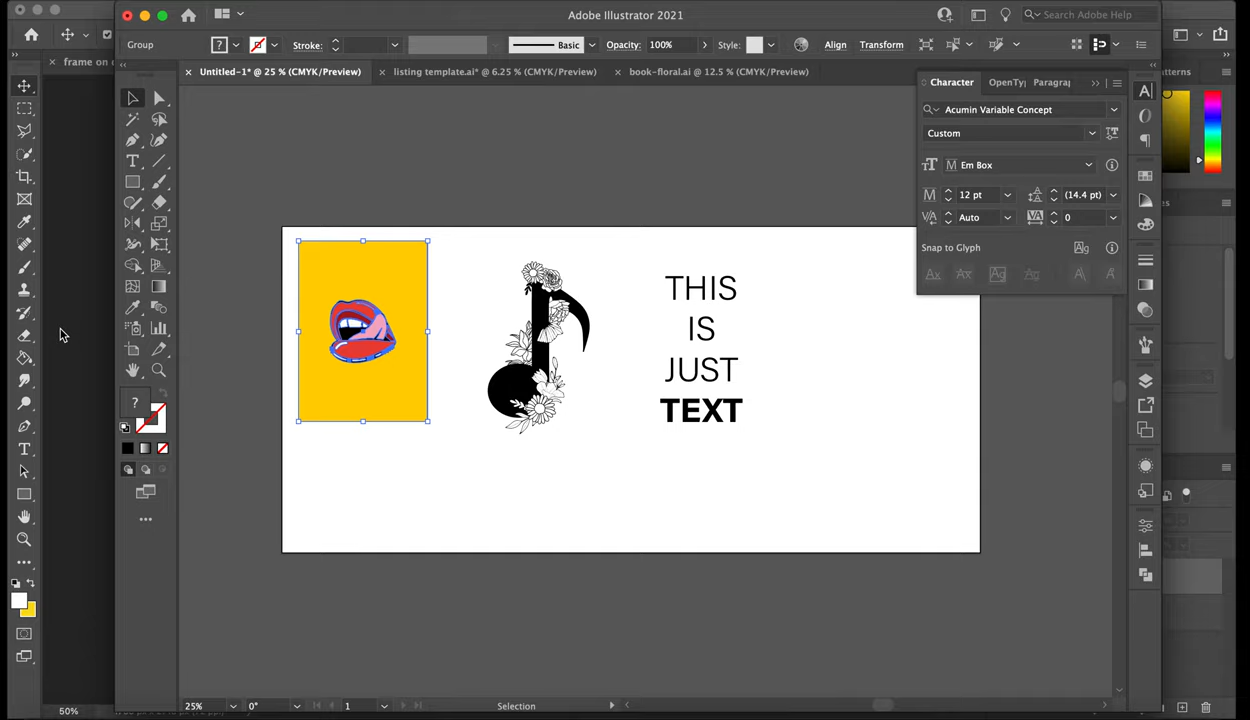 Adobe Illustrator 2021
Search Adobe Help
Group
?
Stroke:
Basic
Opacity:
100%
Style:
Align
Transform
frame on
Untitled-1* @ 25 % (CMYK/Preview)
listing template.ai* @ 6.25 % (CMYK/Preview)
book-floral.ai @ 12.5 % (CMYK/Preview)
atterns
Character
OpenTy
Paragra
Acumin Variable Concept
Custom
Em Box
12 pt
(14.4 pt)
Auto
0
Snap to Glyph
THIS
IS
JUST
TEXT
?
50%
25%
0°
1
Selection